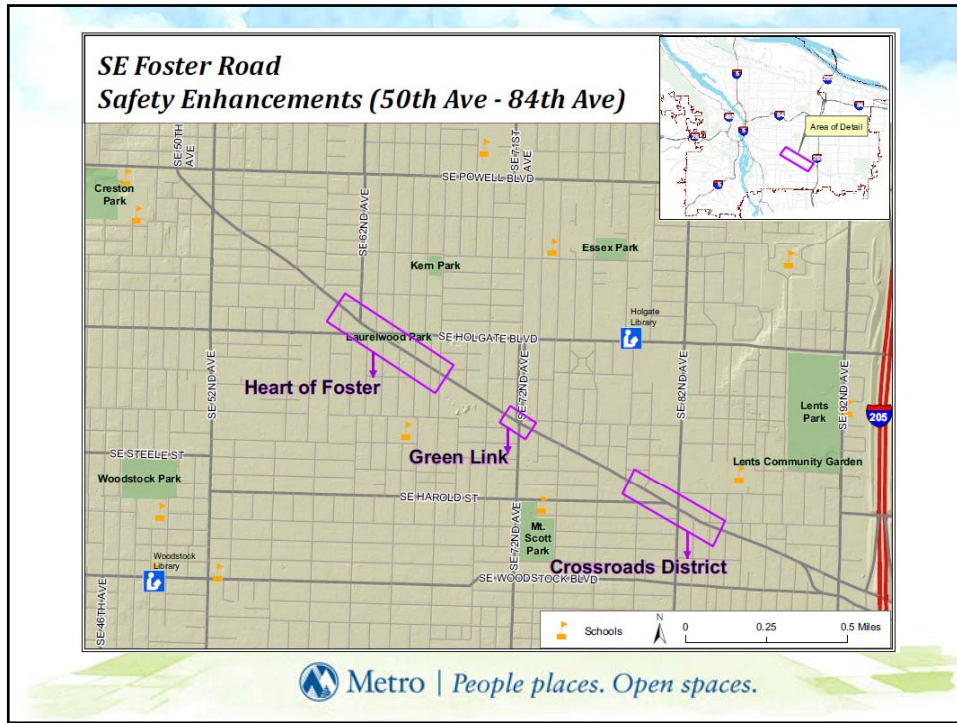 SE Foster Road
Safety Enhancements (50th Ave - 84th Ave)
Area of Detail
SE 50TH
AVE
SE 71ST
AVE
SE POWELL BLVD
Creston
Park
SE 62ND AVE
Essex Park
Kern Park
Holgate
Library
Laurelwood Park
SE HOLGATE BLVD
SE 52ND AVE
SE 72ND AVE
SE 82ND AVE
SE 92ND AVE
Heart of Foster
205
Lents
Park
Green Link
SE STEELE ST
Lents Community Garden
Woodstock Park
SE HAROLD ST
SE 72ND AVE
Mt.
Scott
Park
Woodstock
Library
Crossroads District
SE WOODSTOCK BLVD
SE 46TH AVE
Schools
N
0 0.25 0.5 Miles
Metro | People places. Open spaces.